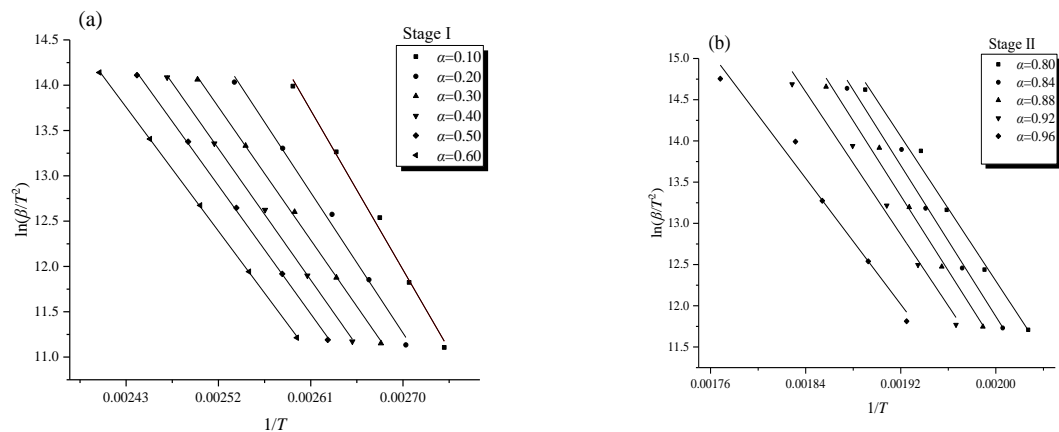 (a)
Stage I
α=0.10
α=0.20
α=0.30
α=0.40
α=0.50
α=0.60
14.5
14.0
13.5
13.0
12.5
12.0
11.5
11.0
ln(β/T²)
0.00243 0.00252 0.00261 0.00270
1/T
(b)
Stage II
α=0.80
α=0.84
α=0.88
α=0.92
α=0.96
15.0
14.5
14.0
13.5
13.0
12.5
12.0
11.5
ln(β/T²)
0.00176 0.00184 0.00192 0.00200
1/T